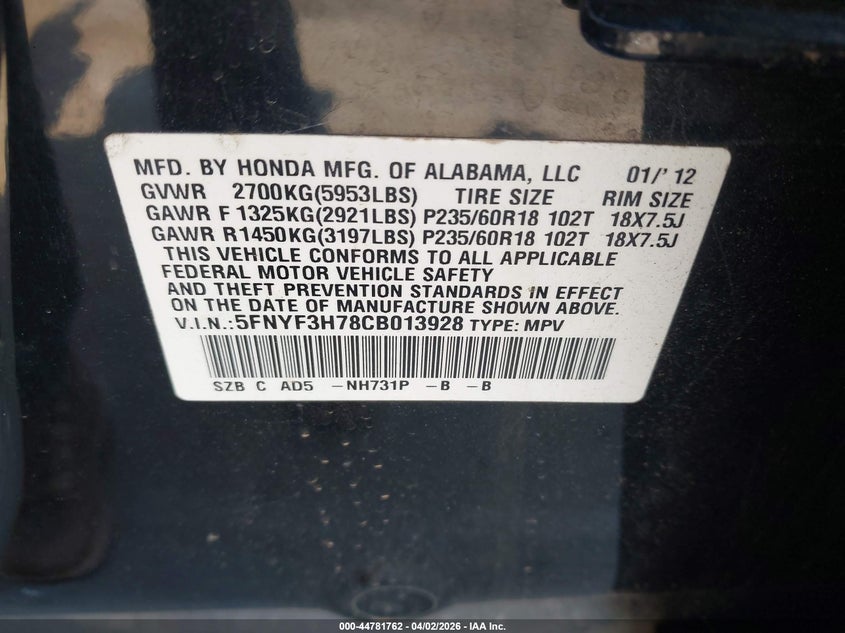 MFD. BY HONDA MFG. OF ALABAMA, LLC 01/' 12
GVWR 2700KG(5953LBS) TIRE SIZE RIM SIZE
GAWR F 1325KG(2921LBS) P235/60R18 102T 18X7.5J
GAWR R1450KG(3197LBS) P235/60R18 102T 18X7.5J
THIS VEHICLE CONFORMS TO ALL APPLICABLE
FEDERAL MOTOR VEHICLE SAFETY
AND THEFT PREVENTION STANDARDS IN EFFECT
ON THE DATE OF MANUFACTURE SHOWN ABOVE.
V.I.N.:5FNYF3H78CB013928 TYPE: MPV
SZB C AD5 -NH731P -B -B
000-44781762 - 04/02/2026 - IAA Inc.